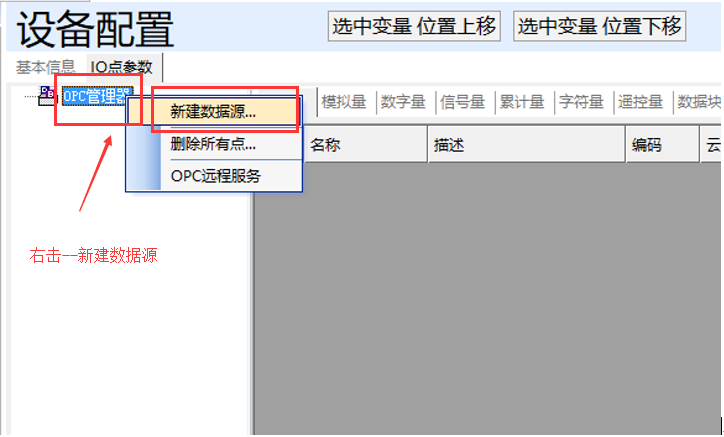 设备配置
选中变量 位置上移
选中变量 位置下移
基本信息
IO点参数
OPC管理器
新建数据源...
删除所有点...
OPC远程服务
模拟量
数字量
信号量
累计量
字符量
遥控量
数据块
名称
描述
编码
云
右击--新建数据源